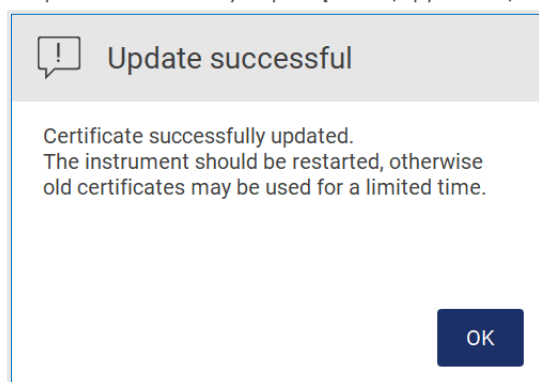 Update successful
Certificate successfully updated.
The instrument should be restarted, otherwise
old certificates may be used for a limited time.
OK